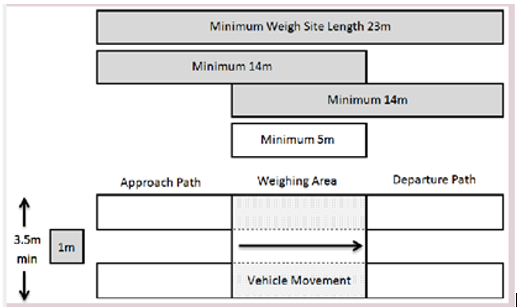 Minimum Weigh Site Length 23m
Minimum 14m
Minimum 14m
Minimum 5m
Approach Path
Weighing Area
Departure Path
3.5m
min
1m
Vehicle Movement